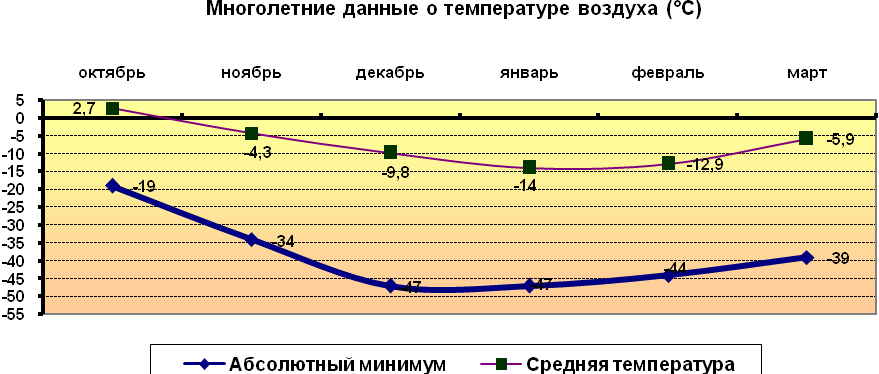 Многолетние данные о температуре воздуха (°C)
октябрь ноябрь декабрь январь февраль март
5
0
-5
-10
-15
-20
-25
-30
-35
-40
-45
-50
-55
2,7 -4,3 -9,8 -14 -12,9 -5,9
-19 -34 -47 -47 -44 -39
Абсолютный минимум Средняя температура